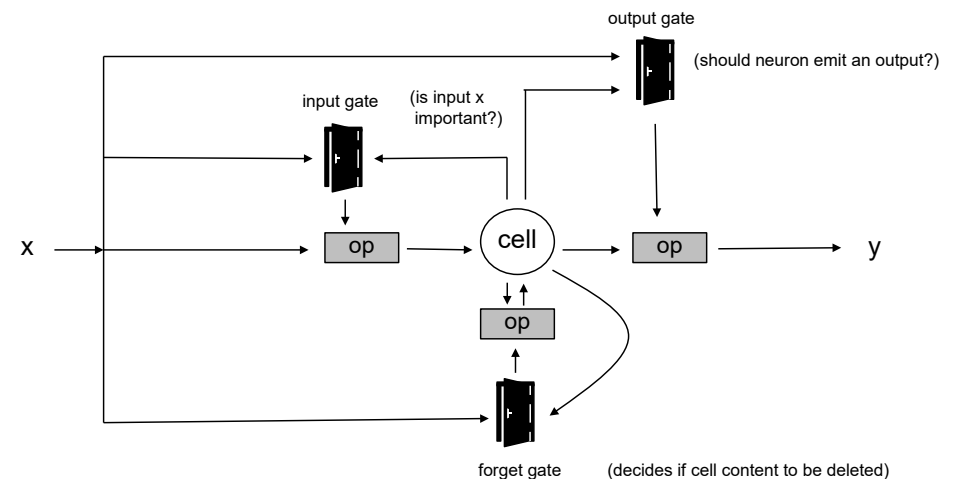 output gate
(should neuron emit an output?)
input gate
(is input x
important?)
x
op
cell
op
y
op
forget gate
(decides if cell content to be deleted)